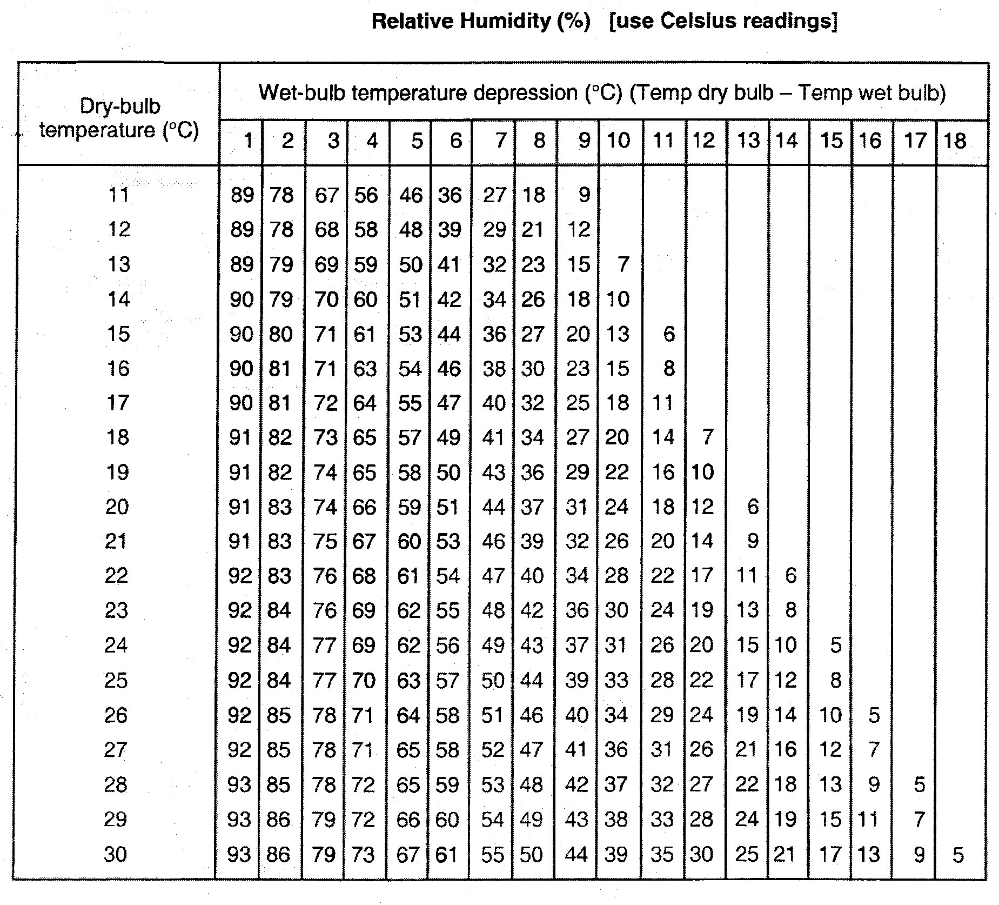 Relative Humidity (%) [use Celsius readings]
Dry-bulb
temperature (°C)
Wet-bulb temperature depression (°C) (Temp dry bulb – Temp wet bulb)
1 2 3 4 5 6 7 8 9 10 11 12 13 14 15 16 17 18
11 89 78 67 56 46 36 27 18 9
12 89 78 68 58 48 39 29 21 12
13 89 79 69 59 50 41 32 23 15 7
14 90 79 70 60 51 42 34 26 18 10
15 90 80 71 61 53 44 36 27 20 13 6
16 90 81 71 63 54 46 38 30 23 15 8
17 90 81 72 64 55 47 40 32 25 18 11
18 91 82 73 65 57 49 41 34 27 20 14 7
19 91 82 74 65 58 50 43 36 29 22 16 10
20 91 83 74 66 59 51 44 37 31 24 18 12 6
21 91 83 75 67 60 53 46 39 32 26 20 14 9
22 92 83 76 68 61 54 47 40 34 28 22 17 11 6
23 92 84 76 69 62 55 48 42 36 30 24 19 13 8
24 92 84 77 69 62 56 49 43 37 31 26 20 15 10 5
25 92 84 77 70 63 57 50 44 39 33 28 22 17 12 8
26 92 85 78 71 64 58 51 46 40 34 29 24 19 14 10 5
27 92 85 78 71 65 58 52 47 41 36 31 26 21 16 12 7
28 93 85 78 72 65 59 53 48 42 37 32 27 22 18 13 9 5
29 93 86 79 72 66 60 54 49 43 38 33 28 24 19 15 11 7
30 93 86 79 73 67 61 55 50 44 39 35 30 25 21 17 13 9 5